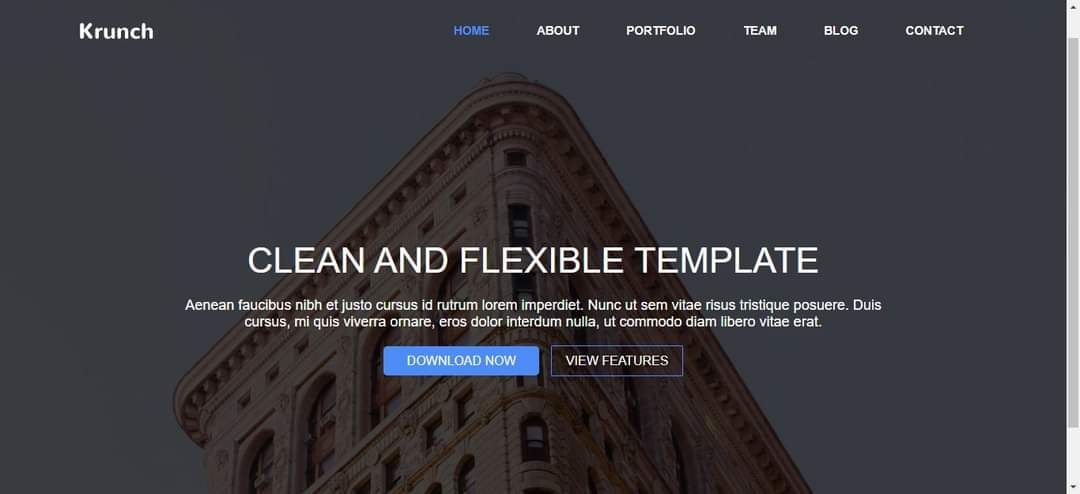 Krunch
HOME ABOUT PORTFOLIO TEAM BLOG CONTACT
CLEAN AND FLEXIBLE TEMPLATE
Aenean faucibus nibh et justo cursus id rutrum lorem imperdiet. Nunc ut sem vitae risus tristique posuere. Duis
cursus, mi quis viverra ornare, eros dolor interdum nulla, ut commodo diam libero vitae erat.
DOWNLOAD NOW VIEW FEATURES